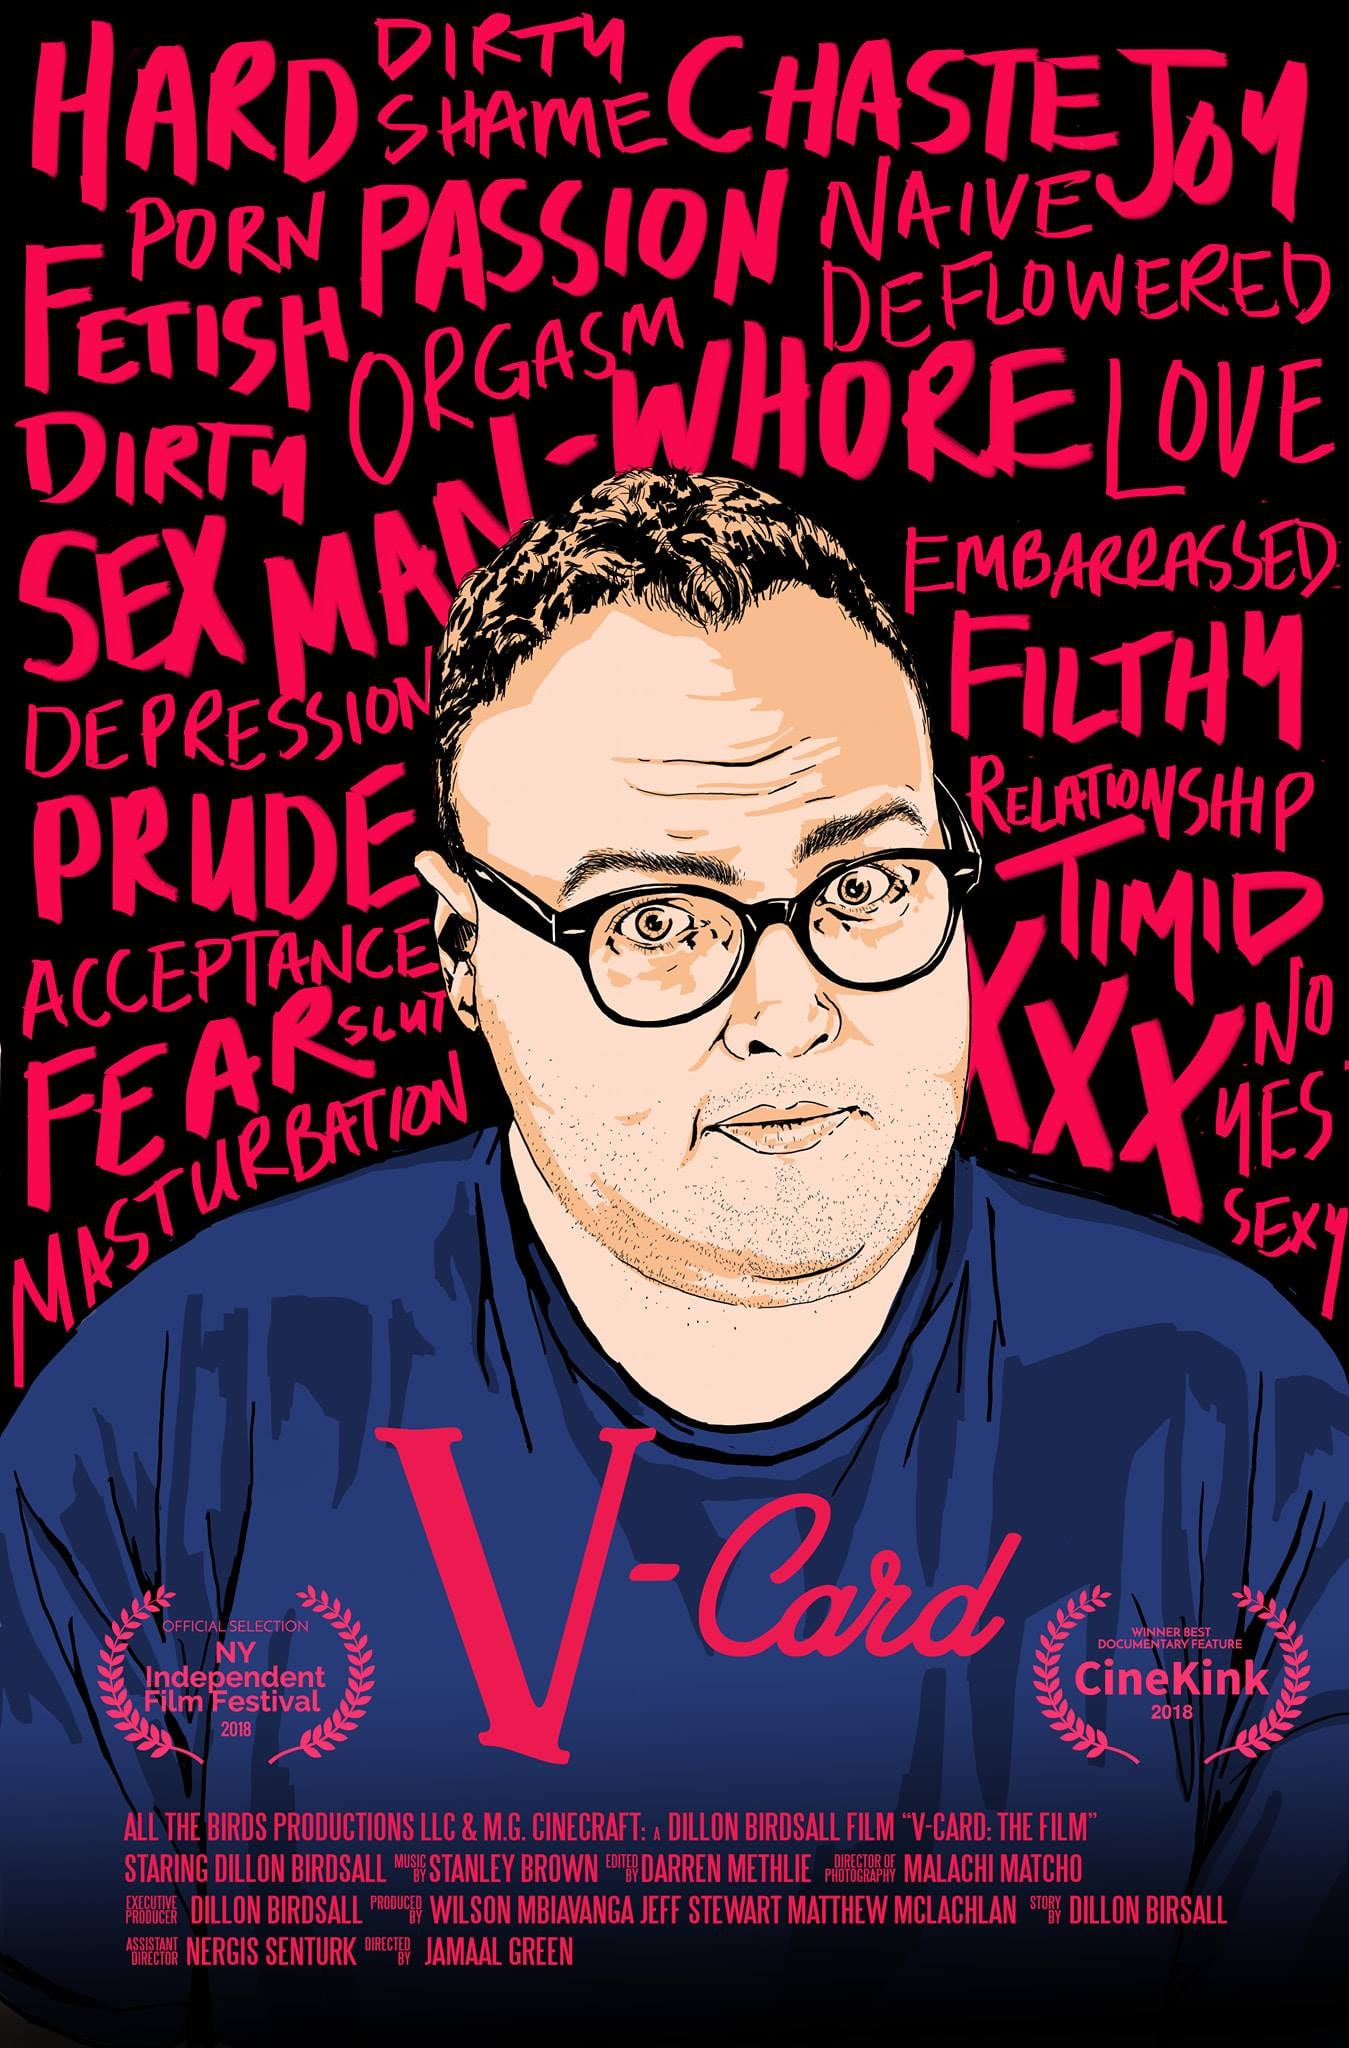 HARD
DIRTY
SHAME
CHASTE
JOY
PORN
PASSION
NAIVE
FETISH
ORGASM
DEFLOWERED
DIRTY
MAN-WHORE
LOVE
SEX
EMBARRASSED
DEPRESSION
FILTHY
PRUDE
RELATIONSHIP
TIMID
ACCEPTANCE
XXX
NO
FEAR
SLUT
YES
MASTURBATION
SEXY
V-Card
OFFICIAL SELECTION
NY
Independent
Film Festival
2018
WINNER BEST
DOCUMENTARY FEATURE
CineKink
2018
ALL THE BIRDS PRODUCTIONS LLC & M.G. CINECRAFT: A DILLON BIRDSALL FILM “V-CARD: THE FILM”
STARING DILLON BIRDSALL MUSIC BY STANLEY BROWN EDITED BY DARREN METHLIE DIRECTOR OF PHOTOGRAPHY MALACHI MATCHO
EXECUTIVE PRODUCER DILLON BIRDSALL PRODUCED BY WILSON MBIAVANGA JEFF STEWART MATTHEW MCLACHLAN STORY BY DILLON BIRSALL
ASSISTANT DIRECTOR NERGIS SENTURK DIRECTED BY JAMAAL GREEN